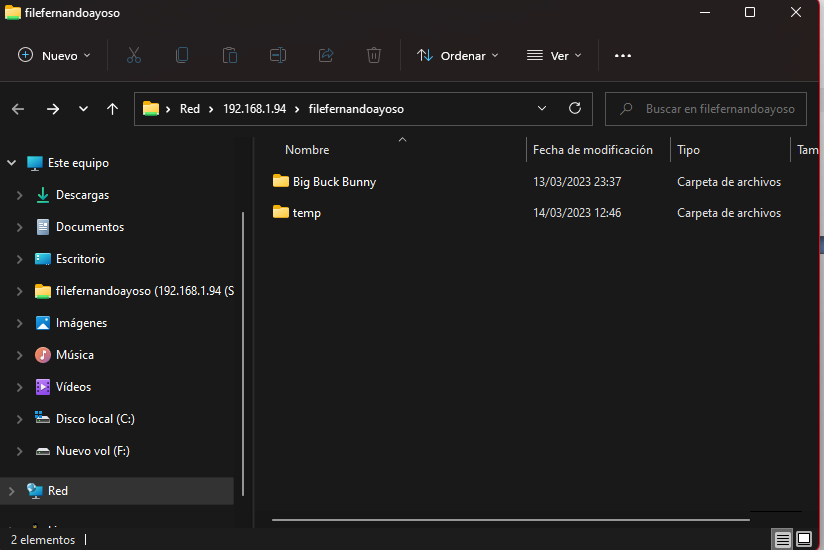 filefernandoayoso
Nuevo
Ordenar
Ver
Red
192.168.1.94
filefernandoayoso
Buscar en filefernandoayoso
Nombre
Fecha de modificación
Tipo
Tam
Este equipo
Descargas
Documentos
Escritorio
filefernandoayoso (192.168.1.94 (S
Imágenes
Música
Vídeos
Disco local (C:)
Nuevo vol (F:)
Red
Big Buck Bunny
13/03/2023 23:37
Carpeta de archivos
temp
14/03/2023 12:46
Carpeta de archivos
2 elementos